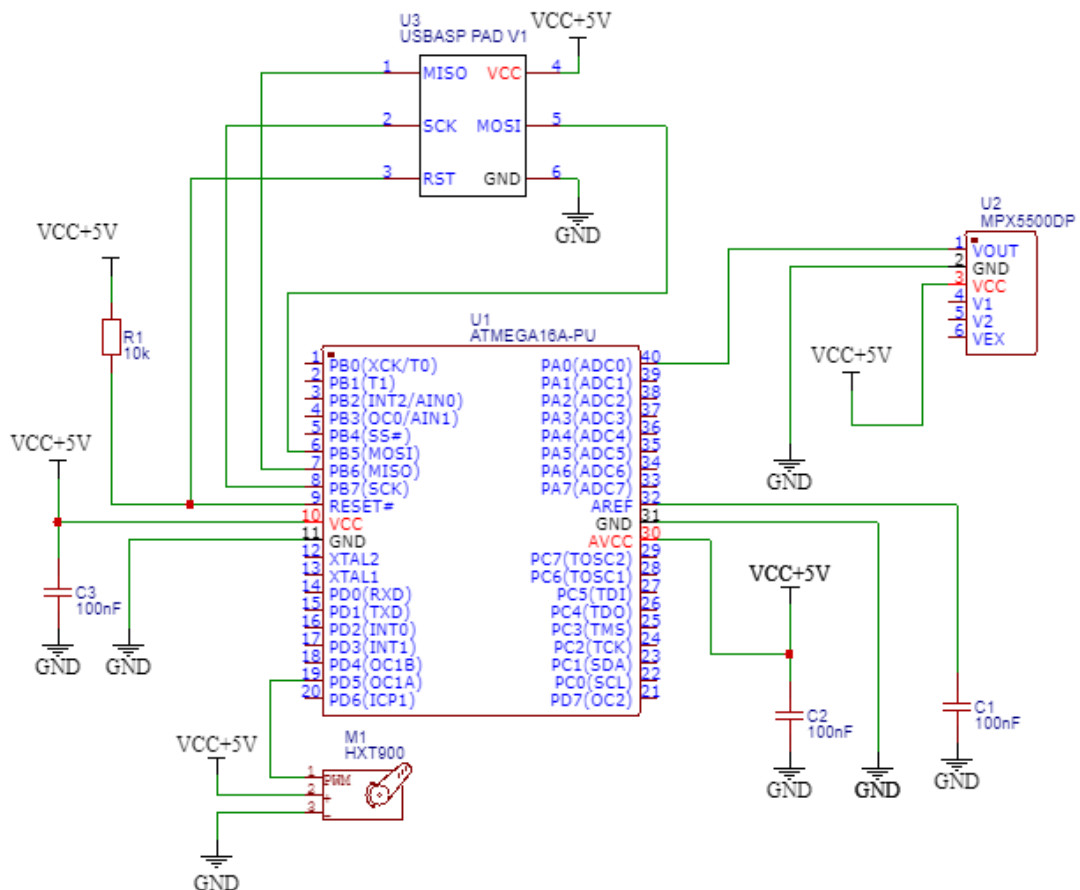 U3
USBASP PAD V1
VCC+5V
1 MISO VCC 4
2 SCK MOSI 5
3 RST GND 6
GND
VCC+5V
R1
10k
U2
MPX5500DP
1 VOUT
2 GND
3 VCC
4 V1
5 V2
6 VEX
VCC+5V
GND
U1
ATMEGA16A-PU
1 PB0(XCK/T0) PA0(ADC0) 40
2 PB1(T1) PA1(ADC1) 39
3 PB2(INT2/AIN0) PA2(ADC2) 38
4 PB3(OC0/AIN1) PA3(ADC3) 37
5 PB4(SS#) PA4(ADC4) 36
6 PB5(MOSI) PA5(ADC5) 35
7 PB6(MISO) PA6(ADC6) 34
8 PB7(SCK) PA7(ADC7) 33
9 RESET# AREF 32
10 VCC GND 31
11 GND AVCC 30
12 XTAL2 PC7(TOSC2) 29
13 XTAL1 PC6(TOSC1) 28
14 PD0(RXD) PC5(TDI) 27
15 PD1(TXD) PC4(TDO) 26
16 PD2(INT0) PC3(TMS) 25
17 PD3(INT1) PC2(TCK) 24
18 PD4(OC1B) PC1(SDA) 23
19 PD5(OC1A) PC0(SCL) 22
20 PD6(ICP1) PD7(OC2) 21
VCC+5V
C3
100nF
GND
GND
VCC+5V
C2
100nF
GND
GND
C1
100nF
GND
M1
HXT900
VCC+5V
1 PWM
2 +
3 -
GND